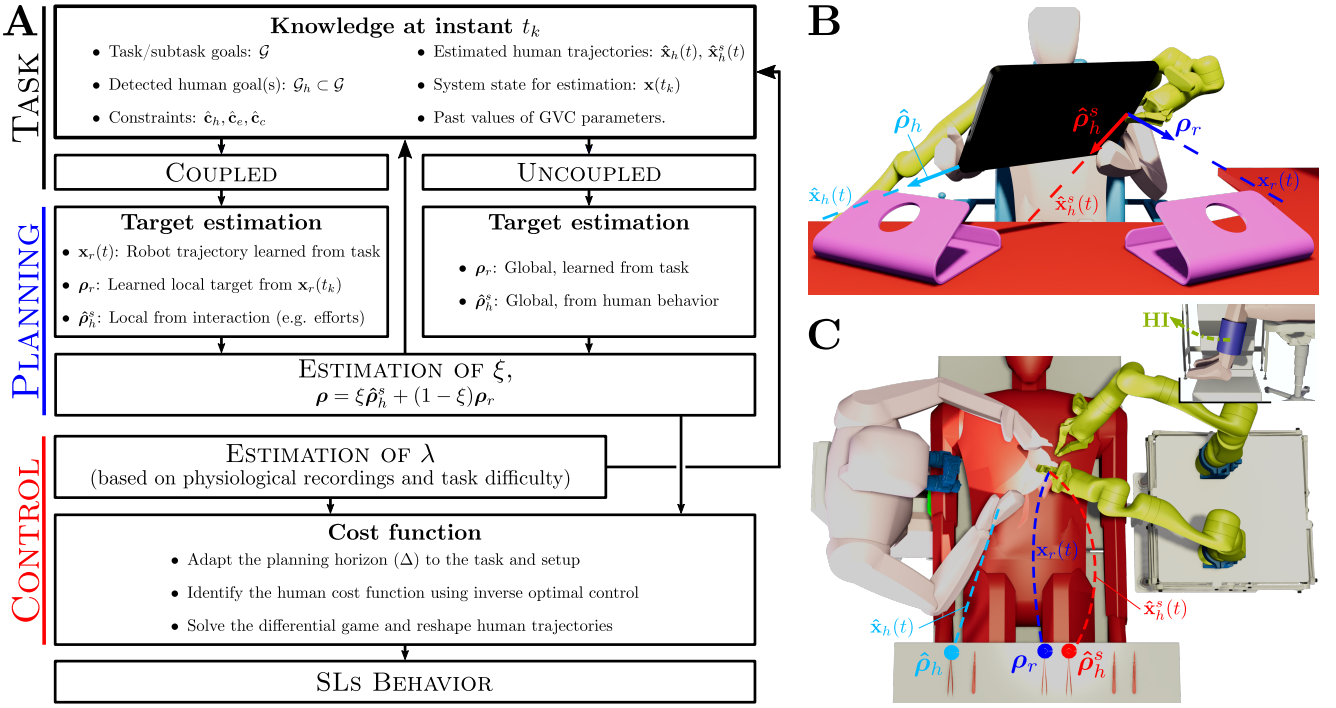 A
TASK
Knowledge at instant t_k
• Task/subtask goals: 𝒢
• Detected human goal(s): 𝒢_h ⊂ 𝒢
• Constraints: ĉ_h, ĉ_e, ĉ_c
• Estimated human trajectories: x̂_h(t), x̂_h^s(t)
• System state for estimation: x(t_k)
• Past values of GVC parameters.
COUPLED
UNCOUPLED
PLANNING
Target estimation
• x_r(t): Robot trajectory learned from task
• ρ_r: Learned local target from x_r(t_k)
• ρ̂_h^s: Local from interaction (e.g. efforts)
Target estimation
• ρ_r: Global, learned from task
• ρ̂_h^s: Global, from human behavior
ESTIMATION OF ξ,
ρ = ξρ̂_h^s + (1 − ξ)ρ_r
CONTROL
ESTIMATION OF λ
(based on physiological recordings and task difficulty)
Cost function
• Adapt the planning horizon (Δ) to the task and setup
• Identify the human cost function using inverse optimal control
• Solve the differential game and reshape human trajectories
SLS BEHAVIOR
B
ρ̂_h
ρ̂_h^s
ρ_r
x̂_h(t)
x̂_h^s(t)
x_r(t)
C
HI
x_r(t)
x̂_h(t)
x̂_h^s(t)
ρ̂_h
ρ_r
ρ̂_h^s